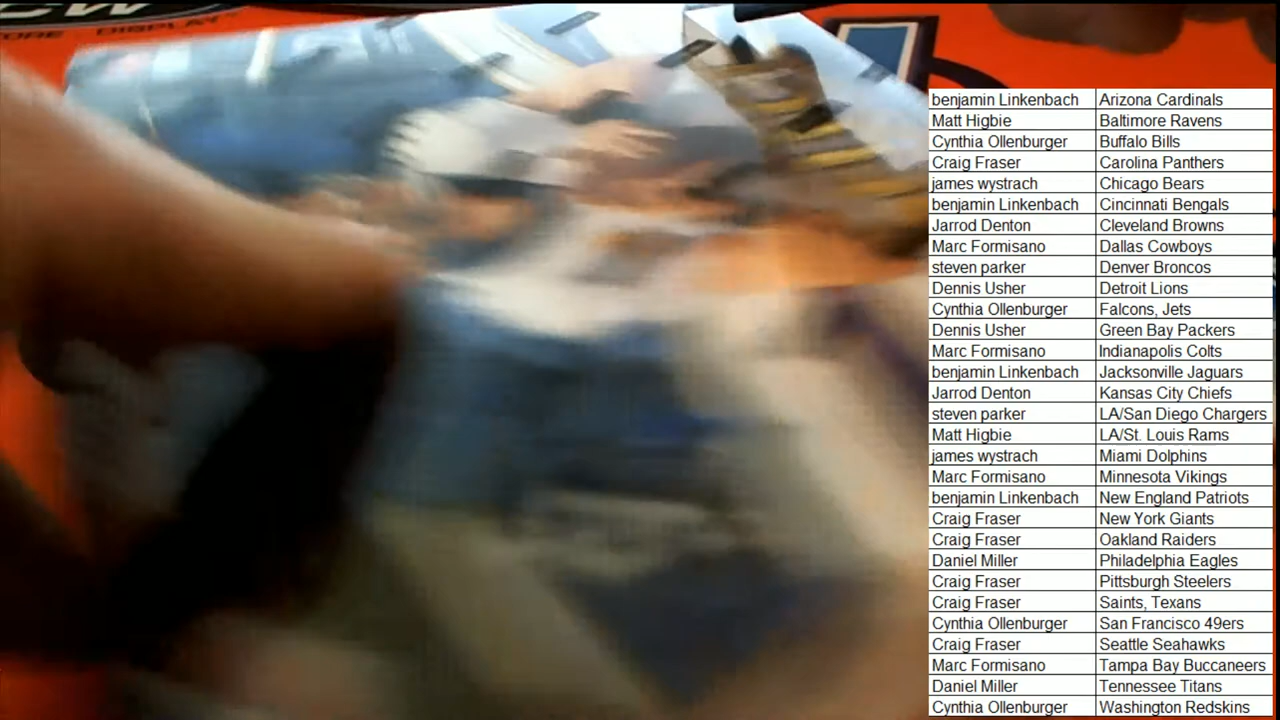 CW
ORE DISPLAY
benjamin Linkenbach Arizona Cardinals
Matt Higbie Baltimore Ravens
Cynthia Ollenburger Buffalo Bills
Craig Fraser Carolina Panthers
james wystrach Chicago Bears
benjamin Linkenbach Cincinnati Bengals
Jarrod Denton Cleveland Browns
Marc Formisano Dallas Cowboys
steven parker Denver Broncos
Dennis Usher Detroit Lions
Cynthia Ollenburger Falcons, Jets
Dennis Usher Green Bay Packers
Marc Formisano Indianapolis Colts
benjamin Linkenbach Jacksonville Jaguars
Jarrod Denton Kansas City Chiefs
steven parker LA/San Diego Chargers
Matt Higbie LA/St. Louis Rams
james wystrach Miami Dolphins
Marc Formisano Minnesota Vikings
benjamin Linkenbach New England Patriots
Craig Fraser New York Giants
Craig Fraser Oakland Raiders
Daniel Miller Philadelphia Eagles
Craig Fraser Pittsburgh Steelers
Craig Fraser Saints, Texans
Cynthia Ollenburger San Francisco 49ers
Craig Fraser Seattle Seahawks
Marc Formisano Tampa Bay Buccaneers
Daniel Miller Tennessee Titans
Cynthia Ollenburger Washington Redskins